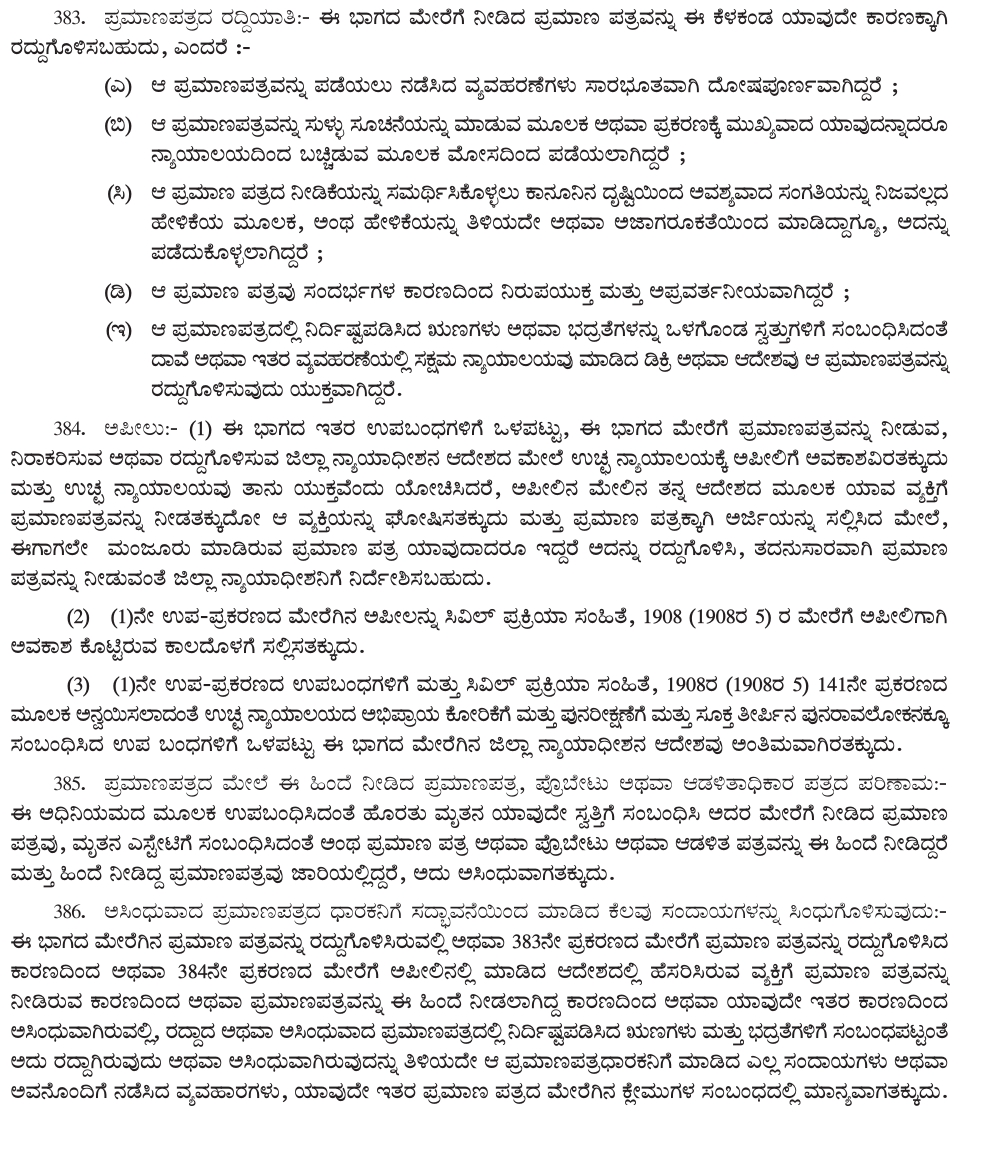 383. ಪ್ರಮಾಣಪತ್ರದ ರದ್ದಿಯಾತಿ:- ಈ ಭಾಗದ ಮೇರೆಗೆ ನೀಡಿದ ಪ್ರಮಾಣ ಪತ್ರವನ್ನು ಈ ಕೆಳಕಂಡ ಯಾವುದೇ ಕಾರಣಕ್ಕಾಗಿ
ರದ್ದುಗೊಳಿಸಬಹುದು, ಎಂದರೆ :-
(ಎ) ಆ ಪ್ರಮಾಣಪತ್ರವನ್ನು ಪಡೆಯಲು ನಡೆಸಿದ ವ್ಯವಹರಣೆಗಳು ಸಾರಭೂತವಾಗಿ ದೋಷಪೂರ್ಣವಾಗಿದ್ದರೆ ;
(ಬಿ) ಆ ಪ್ರಮಾಣಪತ್ರವನ್ನು ಸುಳ್ಳು ಸೂಚನೆಯನ್ನು ಮಾಡುವ ಮೂಲಕ ಅಥವಾ ಪ್ರಕರಣಕ್ಕೆ ಮುಖ್ಯವಾದ ಯಾವುದನ್ನಾದರೂ
ನ್ಯಾಯಾಲಯದಿಂದ ಬಚ್ಚಿಡುವ ಮೂಲಕ ಮೋಸದಿಂದ ಪಡೆಯಲಾಗಿದ್ದರೆ ;
(ಸಿ) ಆ ಪ್ರಮಾಣ ಪತ್ರದ ನೀಡಿಕೆಯನ್ನು ಸಮರ್ಥಿಸಿಕೊಳ್ಳಲು ಕಾನೂನಿನ ದೃಷ್ಟಿಯಿಂದ ಅವಶ್ಯವಾದ ಸಂಗತಿಯನ್ನು ನಿಜವಲ್ಲದ
ಹೇಳಿಕೆಯ ಮೂಲಕ, ಅಂಥ ಹೇಳಿಕೆಯನ್ನು ತಿಳಿಯದೇ ಅಥವಾ ಅಜಾಗರೂಕತೆಯಿಂದ ಮಾಡಿದ್ದಾಗ್ಯೂ, ಅದನ್ನು
ಪಡೆದುಕೊಳ್ಳಲಾಗಿದ್ದರೆ ;
(ಡಿ) ಆ ಪ್ರಮಾಣ ಪತ್ರವು ಸಂದರ್ಭಗಳ ಕಾರಣದಿಂದ ನಿರುಪಯುಕ್ತ ಮತ್ತು ಅಪ್ರವರ್ತನೀಯವಾಗಿದ್ದರೆ ;
(ಇ) ಆ ಪ್ರಮಾಣಪತ್ರದಲ್ಲಿ ನಿರ್ದಿಷ್ಟಪಡಿಸಿದ ಋಣಗಳು ಅಥವಾ ಭದ್ರತೆಗಳನ್ನು ಒಳಗೊಂಡ ಸ್ವತ್ತುಗಳಿಗೆ ಸಂಬಂಧಿಸಿದಂತೆ
ದಾವೆ ಅಥವಾ ಇತರ ವ್ಯವಹರಣೆಯಲ್ಲಿ ಸಕ್ಷಮ ನ್ಯಾಯಾಲಯವು ಮಾಡಿದ ಡಿಕ್ರಿ ಅಥವಾ ಆದೇಶವು ಆ ಪ್ರಮಾಣಪತ್ರವನ್ನು
ರದ್ದುಗೊಳಿಸುವುದು ಯುಕ್ತವಾಗಿದ್ದರೆ.
384. ಅಪೀಲು:- (1) ಈ ಭಾಗದ ಇತರ ಉಪಬಂಧಗಳಿಗೆ ಒಳಪಟ್ಟು, ಈ ಭಾಗದ ಮೇರೆಗೆ ಪ್ರಮಾಣಪತ್ರವನ್ನು ನೀಡುವ,
ನಿರಾಕರಿಸುವ ಅಥವಾ ರದ್ದುಗೊಳಿಸುವ ಜಿಲ್ಲಾ ನ್ಯಾಯಾಧೀಶನ ಆದೇಶದ ಮೇಲೆ ಉಚ್ಛ ನ್ಯಾಯಾಲಯಕ್ಕೆ ಅಪೀಲಿಗೆ ಅವಕಾಶವಿರತಕ್ಕುದು
ಮತ್ತು ಉಚ್ಛ ನ್ಯಾಯಾಲಯವು ತಾನು ಯುಕ್ತವೆಂದು ಯೋಚಿಸಿದರೆ, ಅಪೀಲಿನ ಮೇಲಿನ ತನ್ನ ಆದೇಶದ ಮೂಲಕ ಯಾವ ವ್ಯಕ್ತಿಗೆ
ಪ್ರಮಾಣಪತ್ರವನ್ನು ನೀಡತಕ್ಕುದೋ ಆ ವ್ಯಕ್ತಿಯನ್ನು ಘೋಷಿಸತಕ್ಕುದು ಮತ್ತು ಪ್ರಮಾಣ ಪತ್ರಕ್ಕಾಗಿ ಅರ್ಜಿಯನ್ನು ಸಲ್ಲಿಸಿದ ಮೇಲೆ,
ಈಗಾಗಲೇ ಮಂಜೂರು ಮಾಡಿರುವ ಪ್ರಮಾಣ ಪತ್ರ ಯಾವುದಾದರೂ ಇದ್ದರೆ ಅದನ್ನು ರದ್ದುಗೊಳಿಸಿ, ತದನುಸಾರವಾಗಿ ಪ್ರಮಾಣ
ಪತ್ರವನ್ನು ನೀಡುವಂತೆ ಜಿಲ್ಲಾ ನ್ಯಾಯಾಧೀಶನಿಗೆ ನಿರ್ದೇಶಿಸಬಹುದು.
(2) (1)ನೇ ಉಪ-ಪ್ರಕರಣದ ಮೇರೆಗಿನ ಅಪೀಲನ್ನು ಸಿವಿಲ್ ಪ್ರಕ್ರಿಯಾ ಸಂಹಿತೆ, 1908 (1908ರ 5) ರ ಮೇರೆಗೆ ಅಪೀಲಿಗಾಗಿ
ಅವಕಾಶ ಕೊಟ್ಟಿರುವ ಕಾಲದೊಳಗೆ ಸಲ್ಲಿಸತಕ್ಕುದು.
(3) (1)ನೇ ಉಪ-ಪ್ರಕರಣದ ಉಪಬಂಧಗಳಿಗೆ ಮತ್ತು ಸಿವಿಲ್ ಪ್ರಕ್ರಿಯಾ ಸಂಹಿತೆ, 1908ರ (1908ರ 5) 141ನೇ ಪ್ರಕರಣದ
ಮೂಲಕ ಅನ್ವಯಿಸಲಾದಂತೆ ಉಚ್ಛ ನ್ಯಾಯಾಲಯದ ಅಭಿಪ್ರಾಯ ಕೋರಿಕೆಗೆ ಮತ್ತು ಪುನರೀಕ್ಷಣೆಗೆ ಮತ್ತು ಸೂಕ್ತ ತೀರ್ಪಿನ ಪುನರಾವಲೋಕನಕ್ಕೂ
ಸಂಬಂಧಿಸಿದ ಉಪ ಬಂಧಗಳಿಗೆ ಒಳಪಟ್ಟು ಈ ಭಾಗದ ಮೇರೆಗಿನ ಜಿಲ್ಲಾ ನ್ಯಾಯಾಧೀಶನ ಆದೇಶವು ಅಂತಿಮವಾಗಿರತಕ್ಕುದು.
385. ಪ್ರಮಾಣಪತ್ರದ ಮೇಲೆ ಈ ಹಿಂದೆ ನೀಡಿದ ಪ್ರಮಾಣಪತ್ರ, ಪ್ರೊಬೇಟು ಅಥವಾ ಆಡಳಿತಾಧಿಕಾರ ಪತ್ರದ ಪರಿಣಾಮ:-
ಈ ಅಧಿನಿಯಮದ ಮೂಲಕ ಉಪಬಂಧಿಸಿದಂತೆ ಹೊರತು ಮೃತನ ಯಾವುದೇ ಸ್ವತ್ತಿಗೆ ಸಂಬಂಧಿಸಿ ಅದರ ಮೇರೆಗೆ ನೀಡಿದ ಪ್ರಮಾಣ
ಪತ್ರವು, ಮೃತನ ಎಸ್ಟೇಟಿಗೆ ಸಂಬಂಧಿಸಿದಂತೆ ಅಂಥ ಪ್ರಮಾಣ ಪತ್ರ ಅಥವಾ ಪ್ರೊಬೇಟು ಅಥವಾ ಆಡಳಿತ ಪತ್ರವನ್ನು ಈ ಹಿಂದೆ ನೀಡಿದ್ದರೆ
ಮತ್ತು ಹಿಂದೆ ನೀಡಿದ್ದ ಪ್ರಮಾಣಪತ್ರವು ಜಾರಿಯಲ್ಲಿದ್ದರೆ, ಅದು ಅಸಿಂಧುವಾಗತಕ್ಕುದು.
386. ಅಸಿಂಧುವಾದ ಪ್ರಮಾಣಪತ್ರದ ಧಾರಕನಿಗೆ ಸದ್ಭಾವನೆಯಿಂದ ಮಾಡಿದ ಕೆಲವು ಸಂದಾಯಗಳನ್ನು ಸಿಂಧುಗೊಳಿಸುವುದು:-
ಈ ಭಾಗದ ಮೇರೆಗಿನ ಪ್ರಮಾಣ ಪತ್ರವನ್ನು ರದ್ದುಗೊಳಿಸಿರುವಲ್ಲಿ ಅಥವಾ 383ನೇ ಪ್ರಕರಣದ ಮೇರೆಗೆ ಪ್ರಮಾಣ ಪತ್ರವನ್ನು ರದ್ದುಗೊಳಿಸಿದ
ಕಾರಣದಿಂದ ಅಥವಾ 384ನೇ ಪ್ರಕರಣದ ಮೇರೆಗೆ ಅಪೀಲಿನಲ್ಲಿ ಮಾಡಿದ ಆದೇಶದಲ್ಲಿ ಹೆಸರಿಸಿರುವ ವ್ಯಕ್ತಿಗೆ ಪ್ರಮಾಣ ಪತ್ರವನ್ನು
ನೀಡಿರುವ ಕಾರಣದಿಂದ ಅಥವಾ ಪ್ರಮಾಣಪತ್ರವನ್ನು ಈ ಹಿಂದೆ ನೀಡಲಾಗಿದ್ದ ಕಾರಣದಿಂದ ಅಥವಾ ಯಾವುದೇ ಇತರ ಕಾರಣದಿಂದ
ಅಸಿಂಧುವಾಗಿರುವಲ್ಲಿ, ರದ್ದಾದ ಅಥವಾ ಅಸಿಂಧುವಾದ ಪ್ರಮಾಣಪತ್ರದಲ್ಲಿ ನಿರ್ದಿಷ್ಟಪಡಿಸಿದ ಋಣಗಳು ಮತ್ತು ಭದ್ರತೆಗಳಿಗೆ ಸಂಬಂಧಪಟ್ಟಂತೆ
ಅದು ರದ್ದಾಗಿರುವುದು ಅಥವಾ ಅಸಿಂಧುವಾಗಿರುವುದನ್ನು ತಿಳಿಯದೇ ಆ ಪ್ರಮಾಣಪತ್ರಧಾರಕನಿಗೆ ಮಾಡಿದ ಎಲ್ಲ ಸಂದಾಯಗಳು ಅಥವಾ
ಅವನೊಂದಿಗೆ ನಡೆಸಿದ ವ್ಯವಹಾರಗಳು, ಯಾವುದೇ ಇತರ ಪ್ರಮಾಣ ಪತ್ರದ ಮೇರೆಗಿನ ಕ್ಲೇಮುಗಳ ಸಂಬಂಧದಲ್ಲಿ ಮಾನ್ಯವಾಗತಕ್ಕುದು.